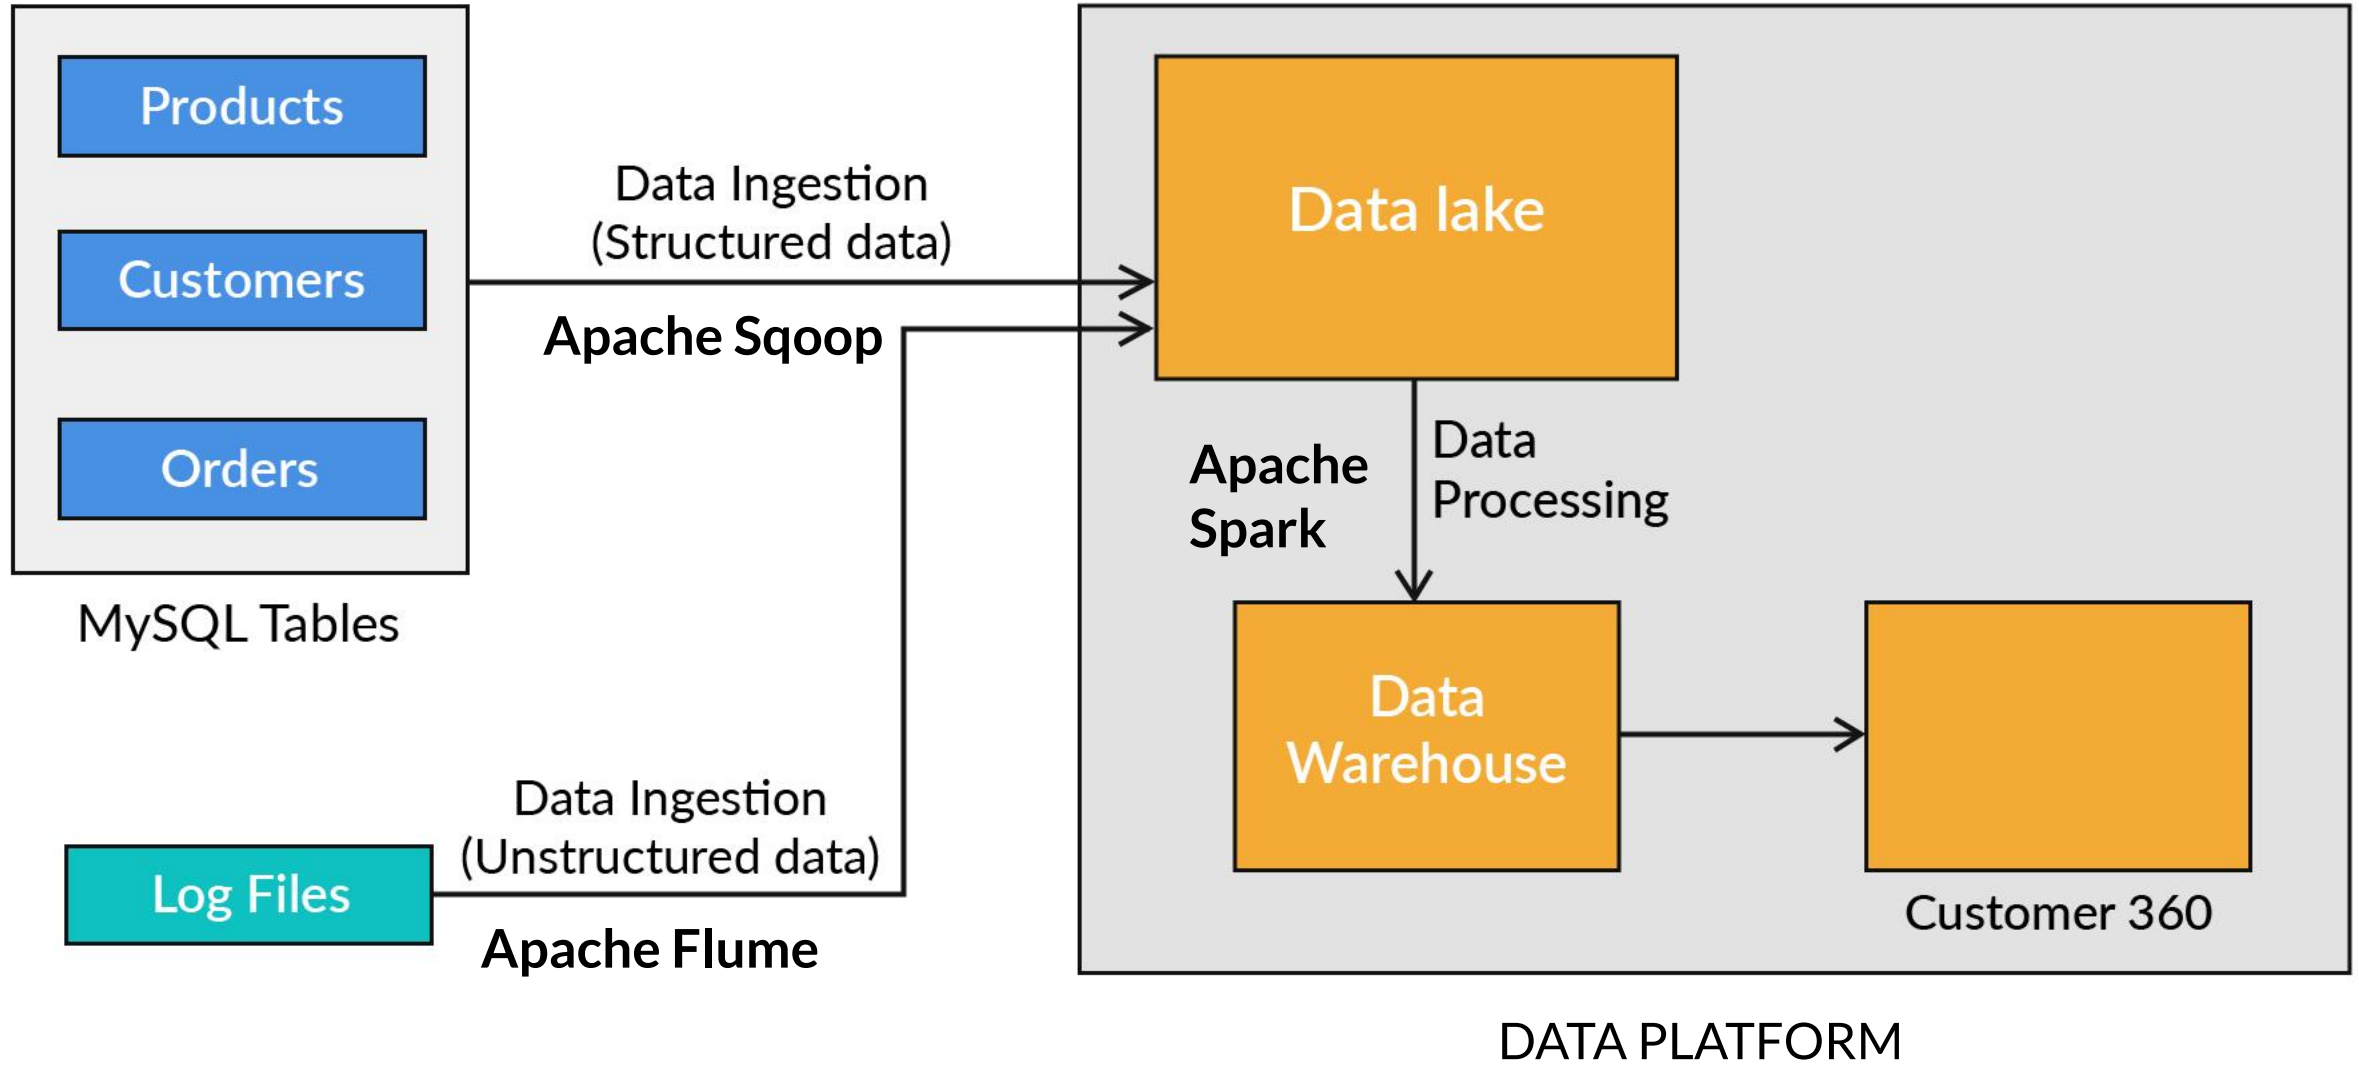 Products
Customers
Orders
MySQL Tables
Data Ingestion
(Structured data)
Apache Sqoop
Log Files
Data Ingestion
(Unstructured data)
Apache Flume
Data lake
Apache
Spark
Data
Processing
Data
Warehouse
Customer 360
DATA PLATFORM